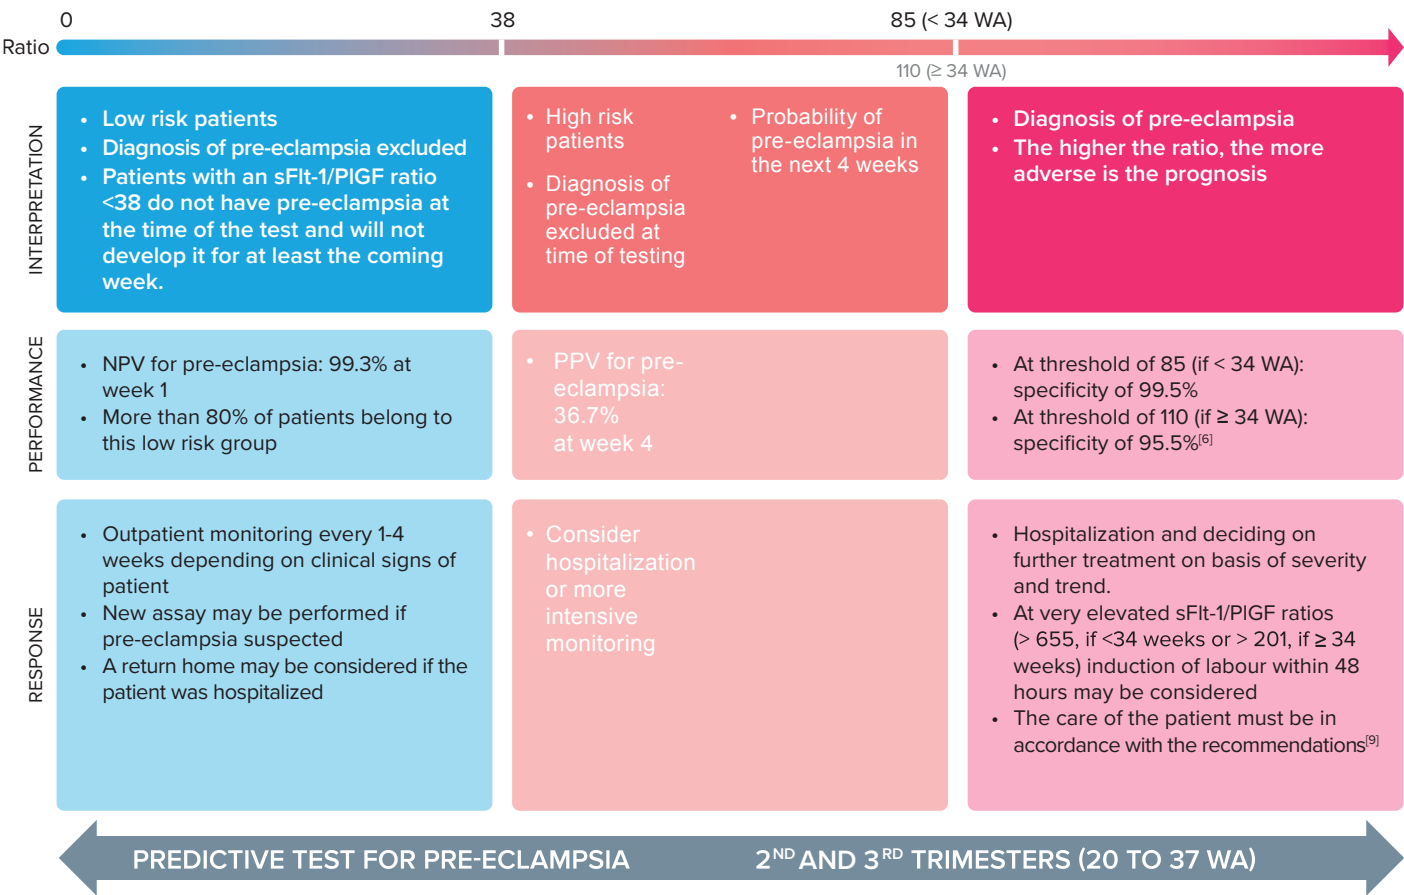 0
38
85 (< 34 WA)
Ratio
110 (≥ 34 WA)
INTERPRETATION
• Low risk patients
• Diagnosis of pre-eclampsia excluded
• Patients with an sFlt-1/PlGF ratio
<38 do not have pre-eclampsia at
the time of the test and will not
develop it for at least the coming
week.
• High risk
patients
• Diagnosis of
pre-eclampsia
excluded at
time of testing
• Probability of
pre-eclampsia in
the next 4 weeks
• Diagnosis of pre-eclampsia
• The higher the ratio, the more
adverse is the prognosis
PERFORMANCE
• NPV for pre-eclampsia: 99.3% at
week 1
• More than 80% of patients belong to
this low risk group
• PPV for pre-
eclampsia:
36.7%
at week 4
• At threshold of 85 (if < 34 WA):
specificity of 99.5%
• At threshold of 110 (if ≥ 34 WA):
specificity of 95.5%[6]
RESPONSE
• Outpatient monitoring every 1-4
weeks depending on clinical signs of
patient
• New assay may be performed if
pre-eclampsia suspected
• A return home may be considered if the
patient was hospitalized
• Consider
hospitalization
or more
intensive
monitoring
• Hospitalization and deciding on
further treatment on basis of severity
and trend.
• At very elevated sFlt-1/PlGF ratios
(> 655, if <34 weeks or > 201, if ≥ 34
weeks) induction of labour within 48
hours may be considered
• The care of the patient must be in
accordance with the recommendations[9]
PREDICTIVE TEST FOR PRE-ECLAMPSIA
2ND AND 3RD TRIMESTERS (20 TO 37 WA)